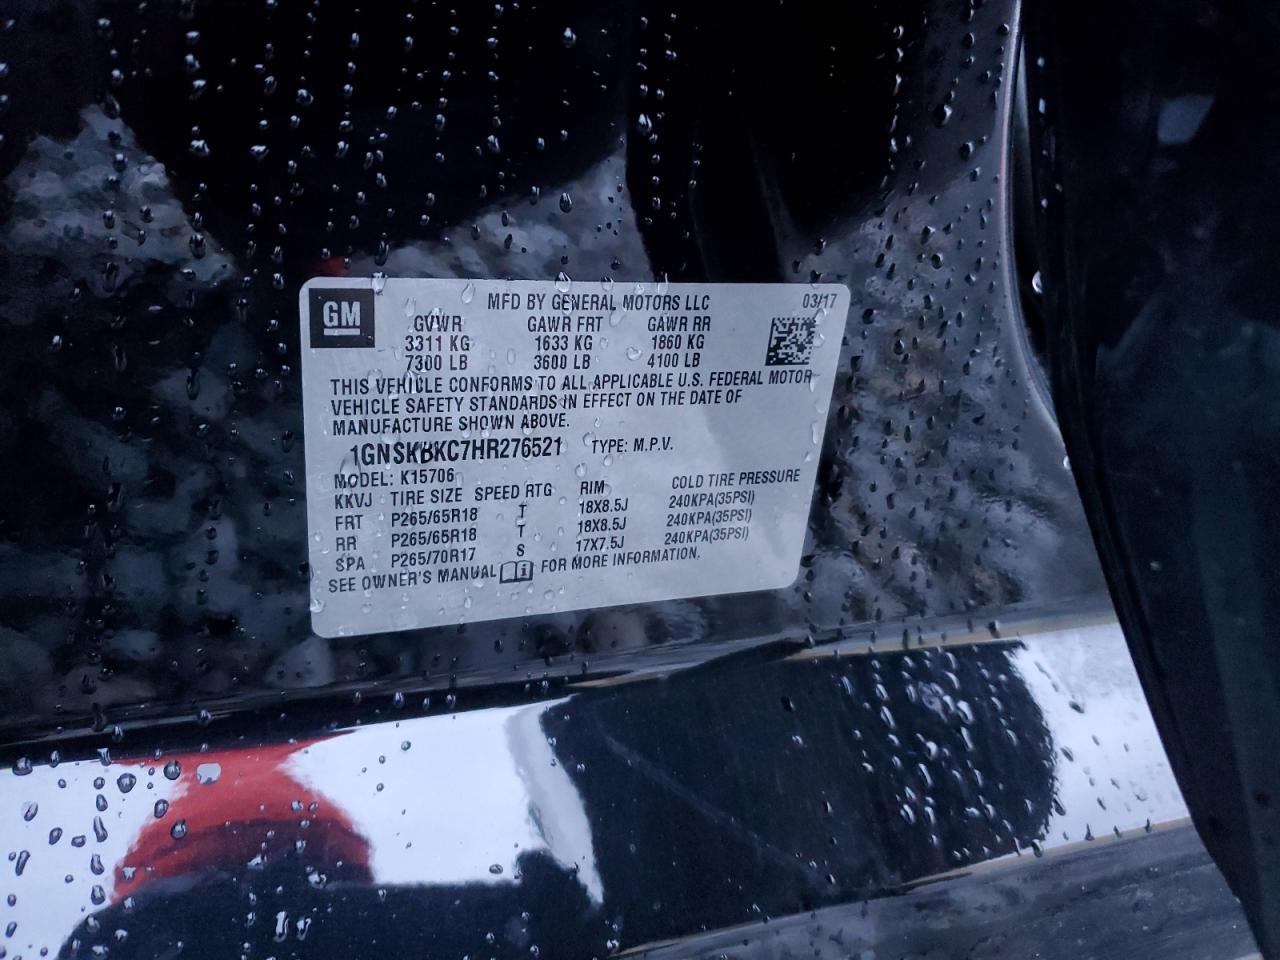 GM
MFD BY GENERAL MOTORS LLC 03/17
GVWR GAWR FRT GAWR RR
3311 KG 1633 KG 1860 KG
7300 LB 3600 LB 4100 LB
THIS VEHICLE CONFORMS TO ALL APPLICABLE U.S. FEDERAL MOTOR
VEHICLE SAFETY STANDARDS IN EFFECT ON THE DATE OF
MANUFACTURE SHOWN ABOVE.
1GNSKBKC7HR276521 TYPE: M.P.V.
MODEL: K15706
KKVJ TIRE SIZE SPEED RTG RIM COLD TIRE PRESSURE
FRT P265/65R18 T 18X8.5J 240KPA(35PSI)
RR P265/65R18 T 18X8.5J 240KPA(35PSI)
SPA P265/70R17 S 17X7.5J 240KPA(35PSI)
SEE OWNER'S MANUAL FOR MORE INFORMATION.